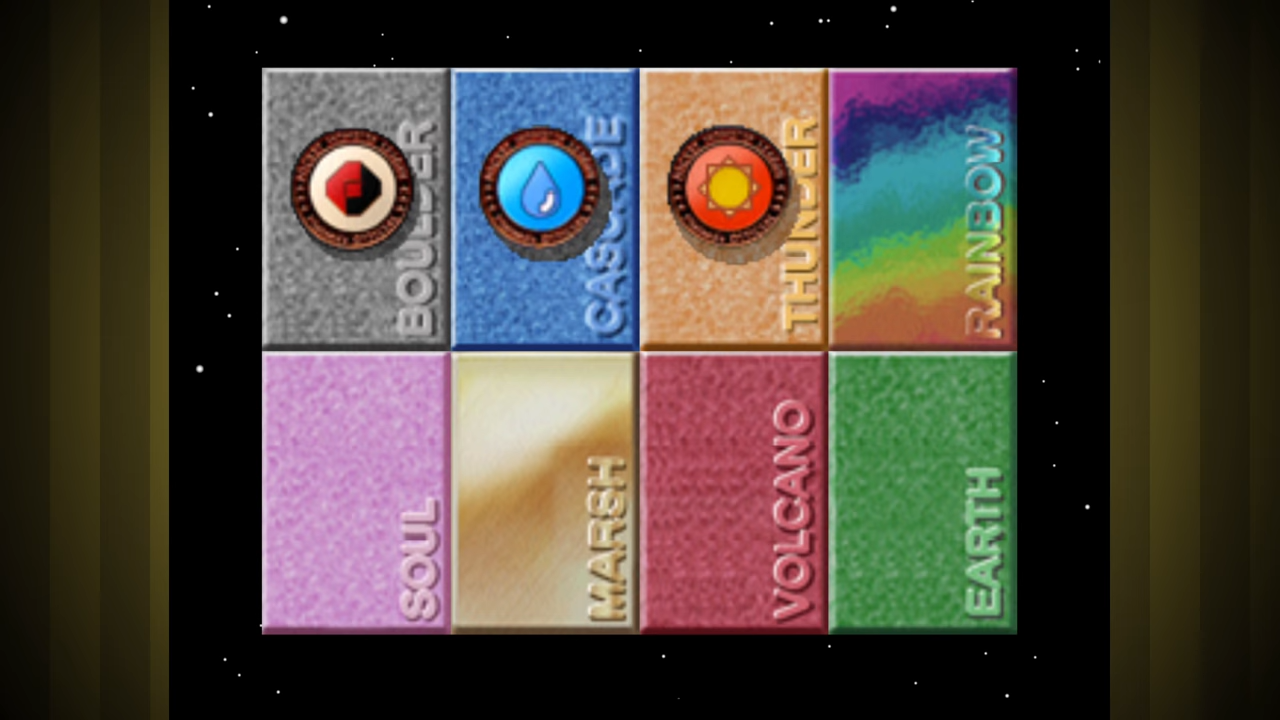 BOULDER
CASCADE
THUNDER
RAINBOW
SOUL
MARSH
VOLCANO
EARTH